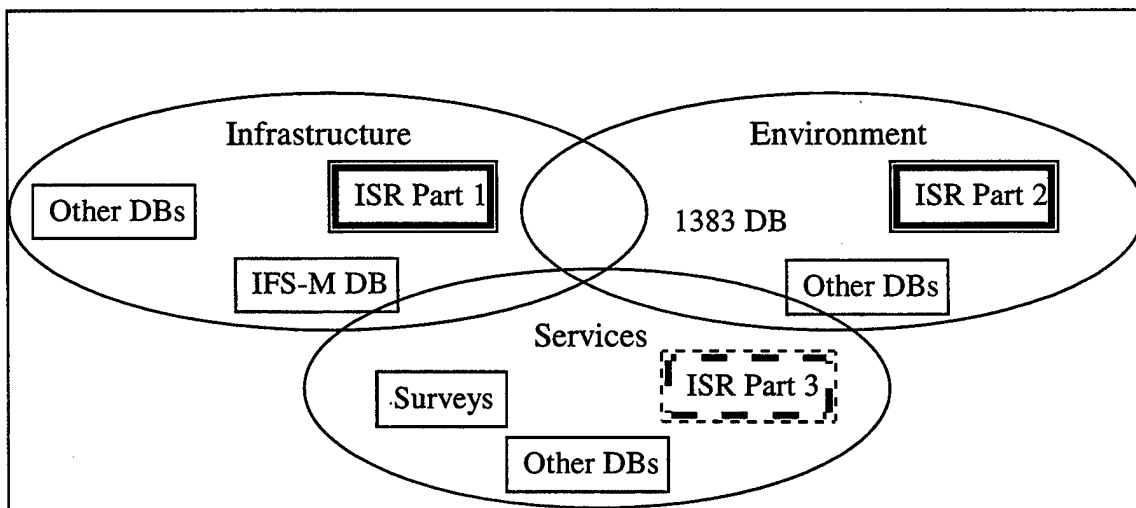 Infrastructure
Environment
ISR Part 1
ISR Part 2
Other DBs
1383 DB
IFS-M DB
Other DBs
Services
ISR Part 3
Surveys
Other DBs